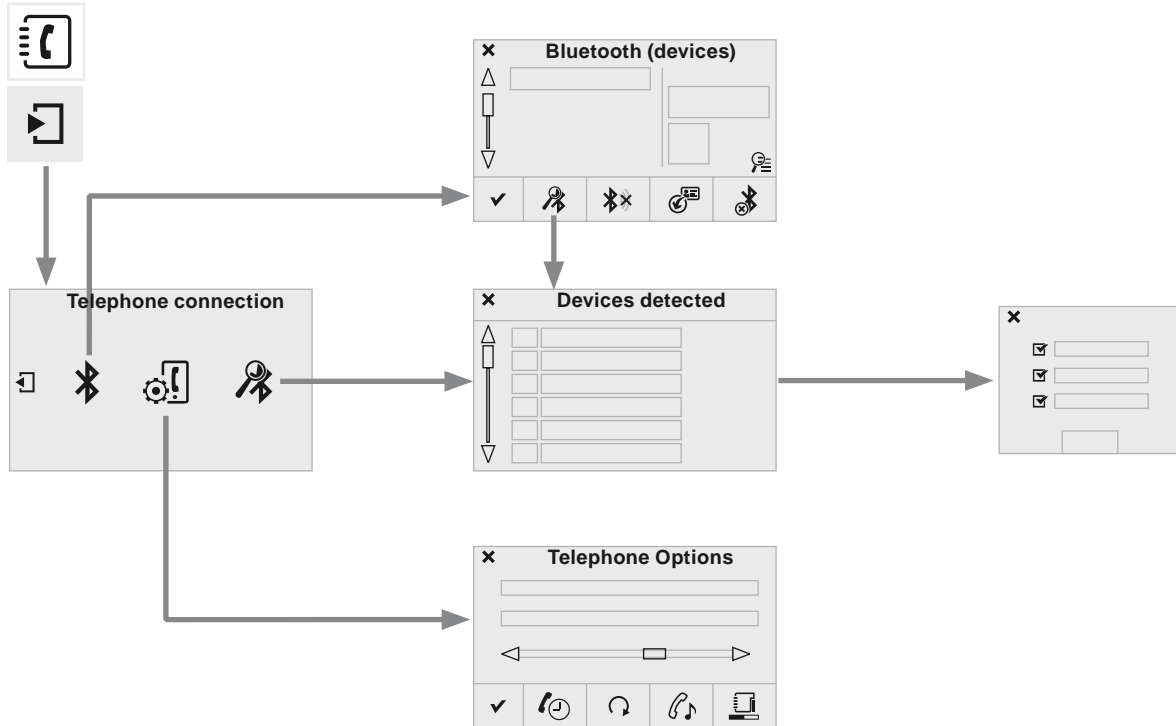 Bluetooth (devices)
Telephone connection
Devices detected
Telephone Options